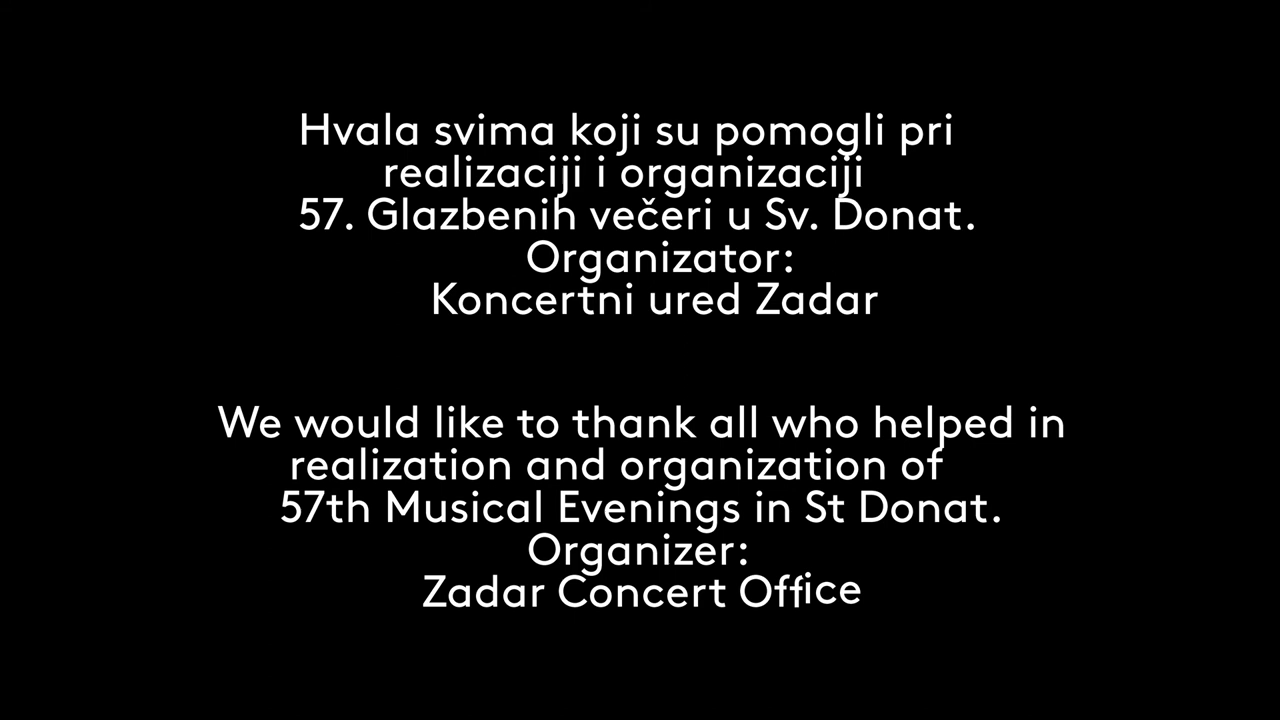 Hvala svima koji su pomogli pri
realizaciji i organizaciji
57. Glazbenih večeri u Sv. Donat.
Organizator:
Koncertni ured Zadar
We would like to thank all who helped in
realization and organization of
57th Musical Evenings in St Donat.
Organizer:
Zadar Concert Office